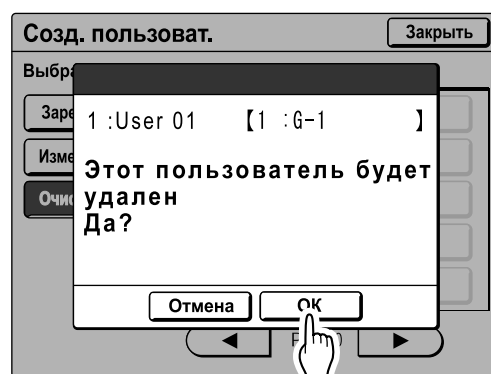 Созд. пользоват.
Закрыть
1 :User 01 【1 :G-1 】
Этот пользователь будет
удален
Да?
Отмена
OK